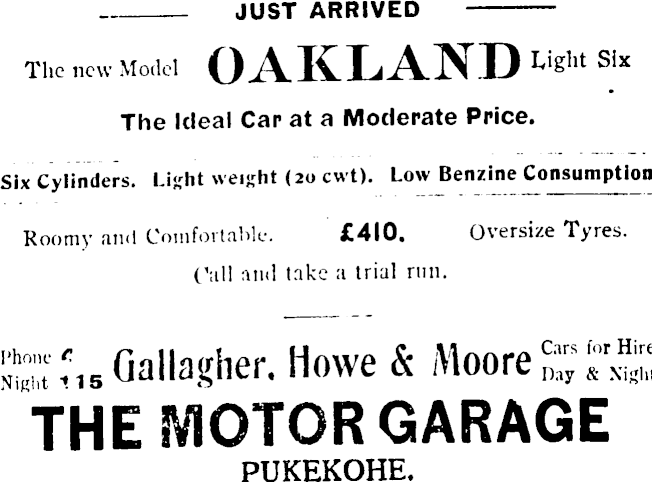 JUST ARRIVED
The new Model OAKLAND Light Six
The Ideal Car at a Moderate Price.
Six Cylinders. Light weight (20 cwt). Low Benzine Consumption
Roomy and Comfortable. £410. Oversize Tyres.
Call and take a trial run.
Phone
Night 115
Gallagher, Howe & Moore
Cars for Hire
Day & Night
THE MOTOR GARAGE
PUKEKOHE.